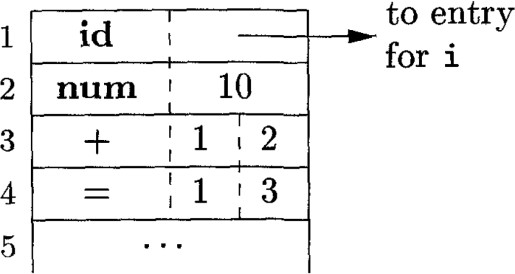 to entry
for i
1 id
2 num 10
3 + 1 2
4 = 1 3
5 ...